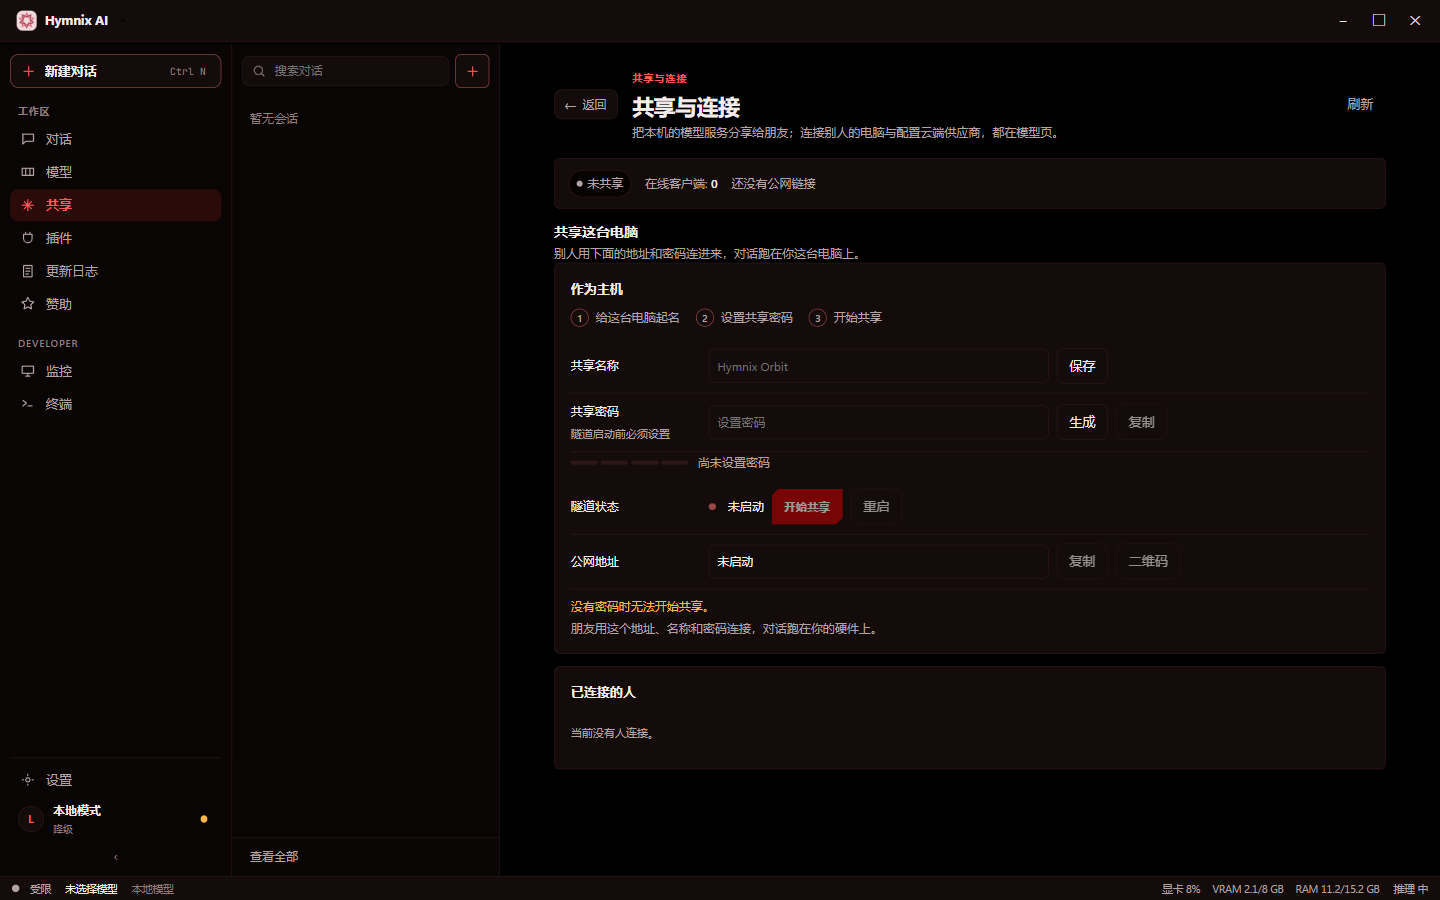 Hymnix AI
新建对话 Ctrl N
工作区
对话
模型
共享
插件
更新日志
赞助
DEVELOPER
监控
终端
设置
L
本地模式
降级
搜索对话
暂无会话
查看全部
← 返回
共享与连接
共享与连接
把本机的模型服务分享给朋友；连接别人的电脑与配置云端供应商，都在模型页。
刷新
未共享 在线客户端: 0 还没有公网链接
共享这台电脑
别人用下面的地址和密码连进来，对话跑在你这台电脑上。
作为主机
1 给这台电脑起名 2 设置共享密码 3 开始共享
共享名称 Hymnix Orbit 保存
共享密码 设置密码 生成 复制
隧道启动前必须设置
尚未设置密码
隧道状态 未启动 开始共享 重启
公网地址 未启动 复制 二维码
没有密码时无法开始共享。
朋友用这个地址、名称和密码连接，对话跑在你的硬件上。
已连接的人
当前没有人连接。
受限 未选择模型 本地模型
显卡 8% VRAM 2.1/8 GB RAM 11.2/15.2 GB 推理 中